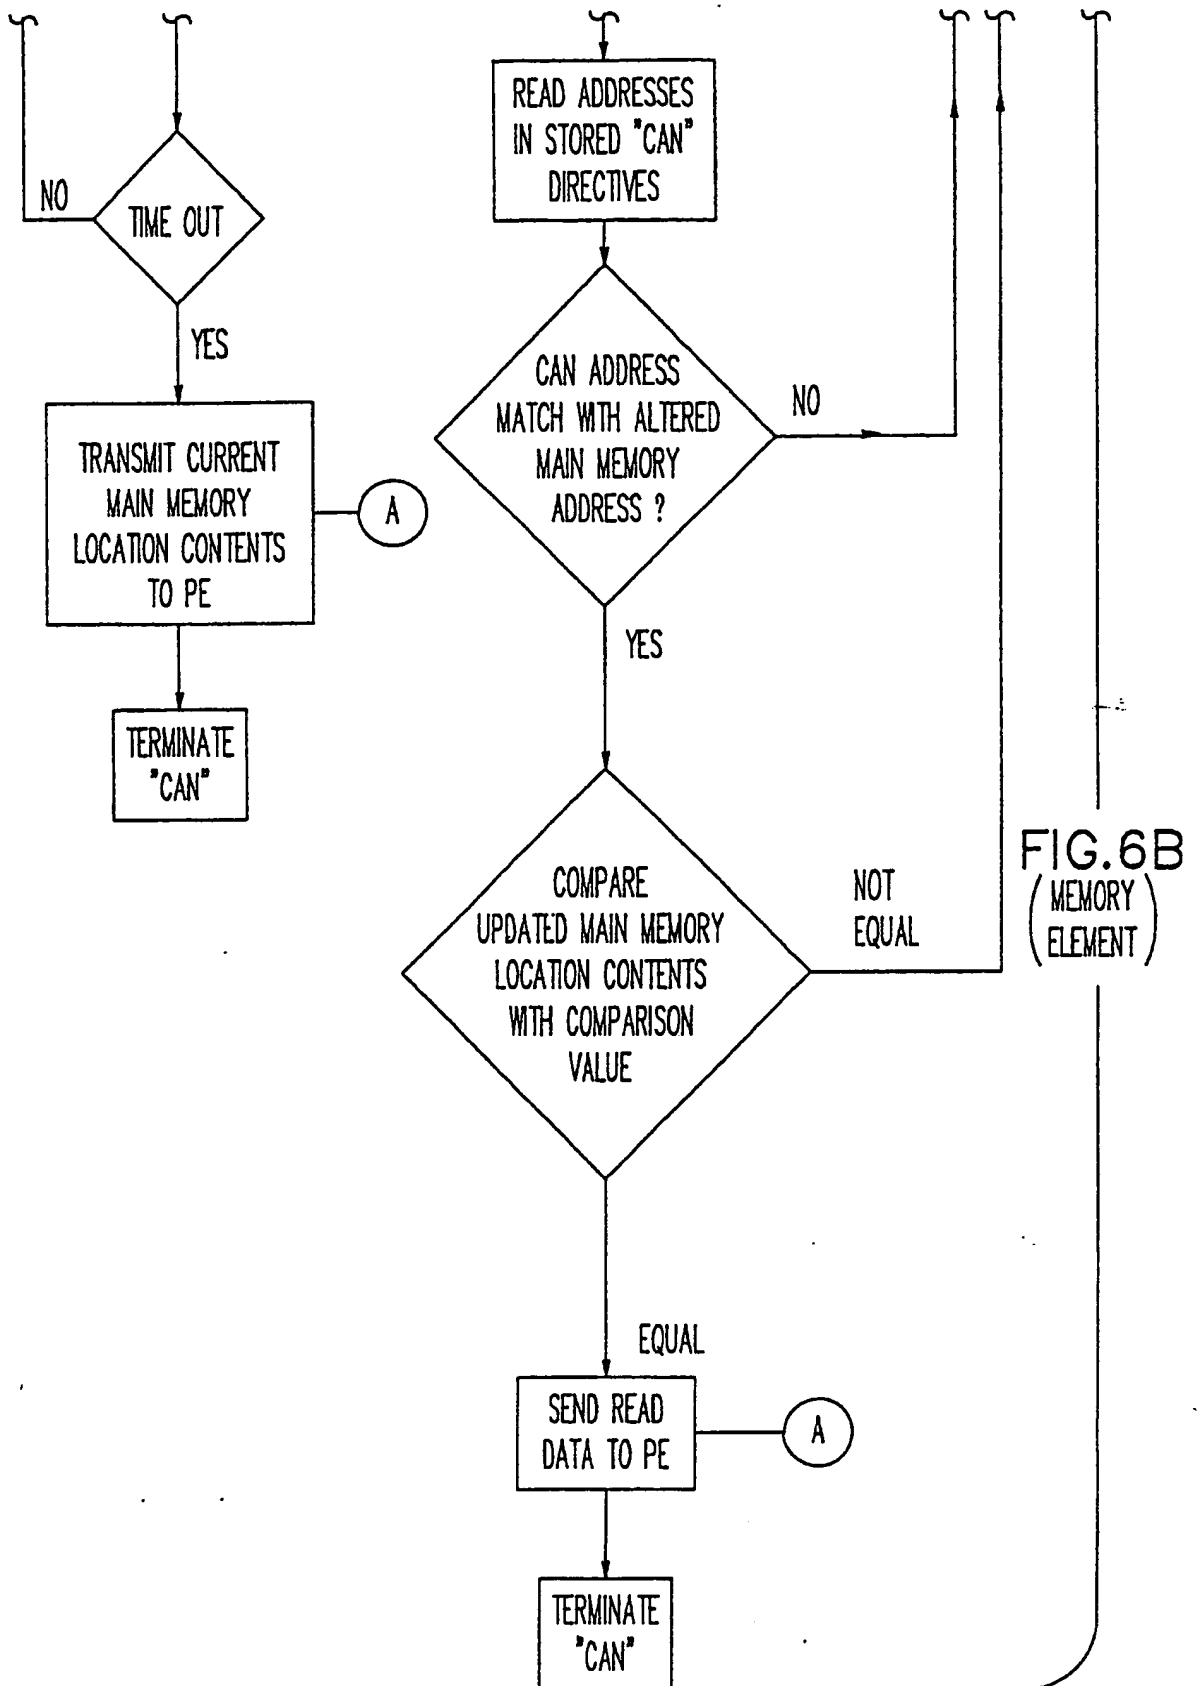 NO
TIME OUT
YES
TRANSMIT CURRENT
MAIN MEMORY
LOCATION CONTENTS
TO PE
A
TERMINATE
"CAN"
READ ADDRESSES
IN STORED "CAN"
DIRECTIVES
CAN ADDRESS
MATCH WITH ALTERED
MAIN MEMORY
ADDRESS ?
NO
YES
COMPARE
UPDATED MAIN MEMORY
LOCATION CONTENTS
WITH COMPARISON
VALUE
NOT
EQUAL
EQUAL
SEND READ
DATA TO PE
A
TERMINATE
"CAN"
FIG.6B
(MEMORY
ELEMENT)